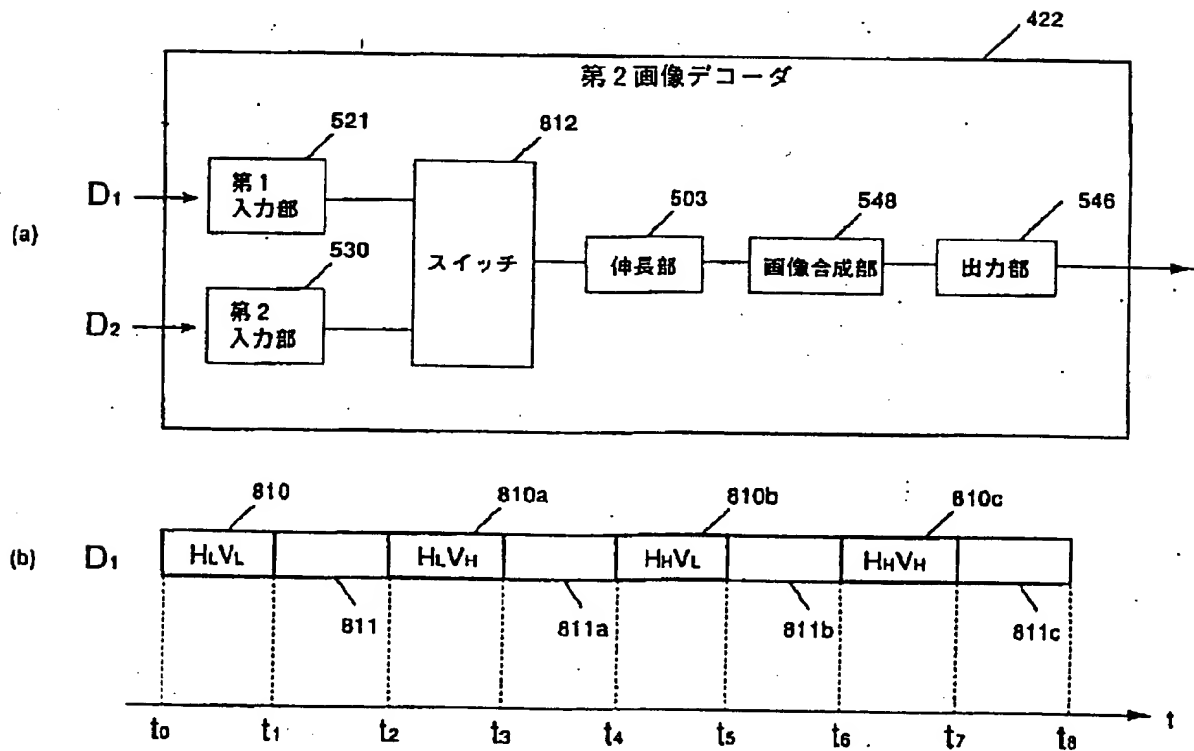 422
第2画像デコーダ
521
812
D1
第1
入力部
503
548
546
(a)
530
スイッチ
伸長部
画像合成部
出力部
D2
第2
入力部
810
810a
810b
810c
(b)
D1
HLVL
HLVH
HHVL
HHVH
811
811a
811b
811c
t
t0
t1
t2
t3
t4
t5
t6
t7
t8